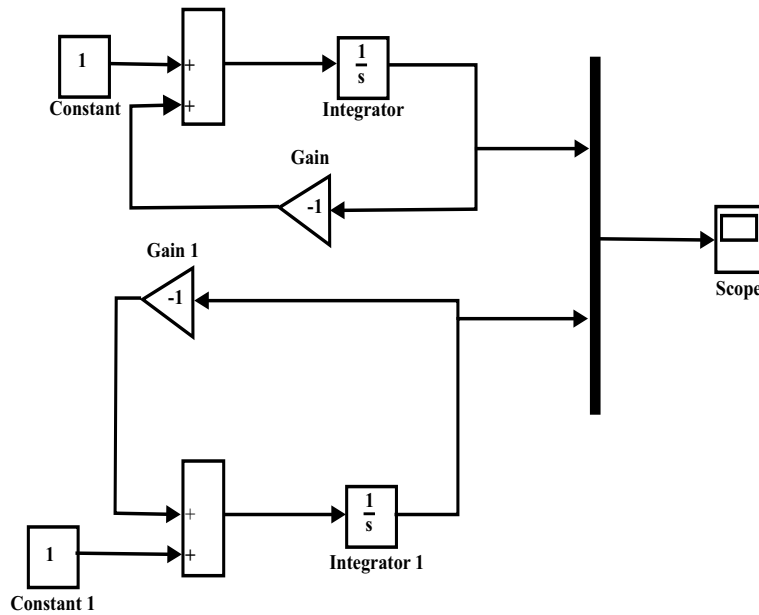 1
+
1
s
Constant
+
Integrator
Gain
-1
Gain 1
-1
Scope
+
1
s
1
+
Integrator 1
Constant 1